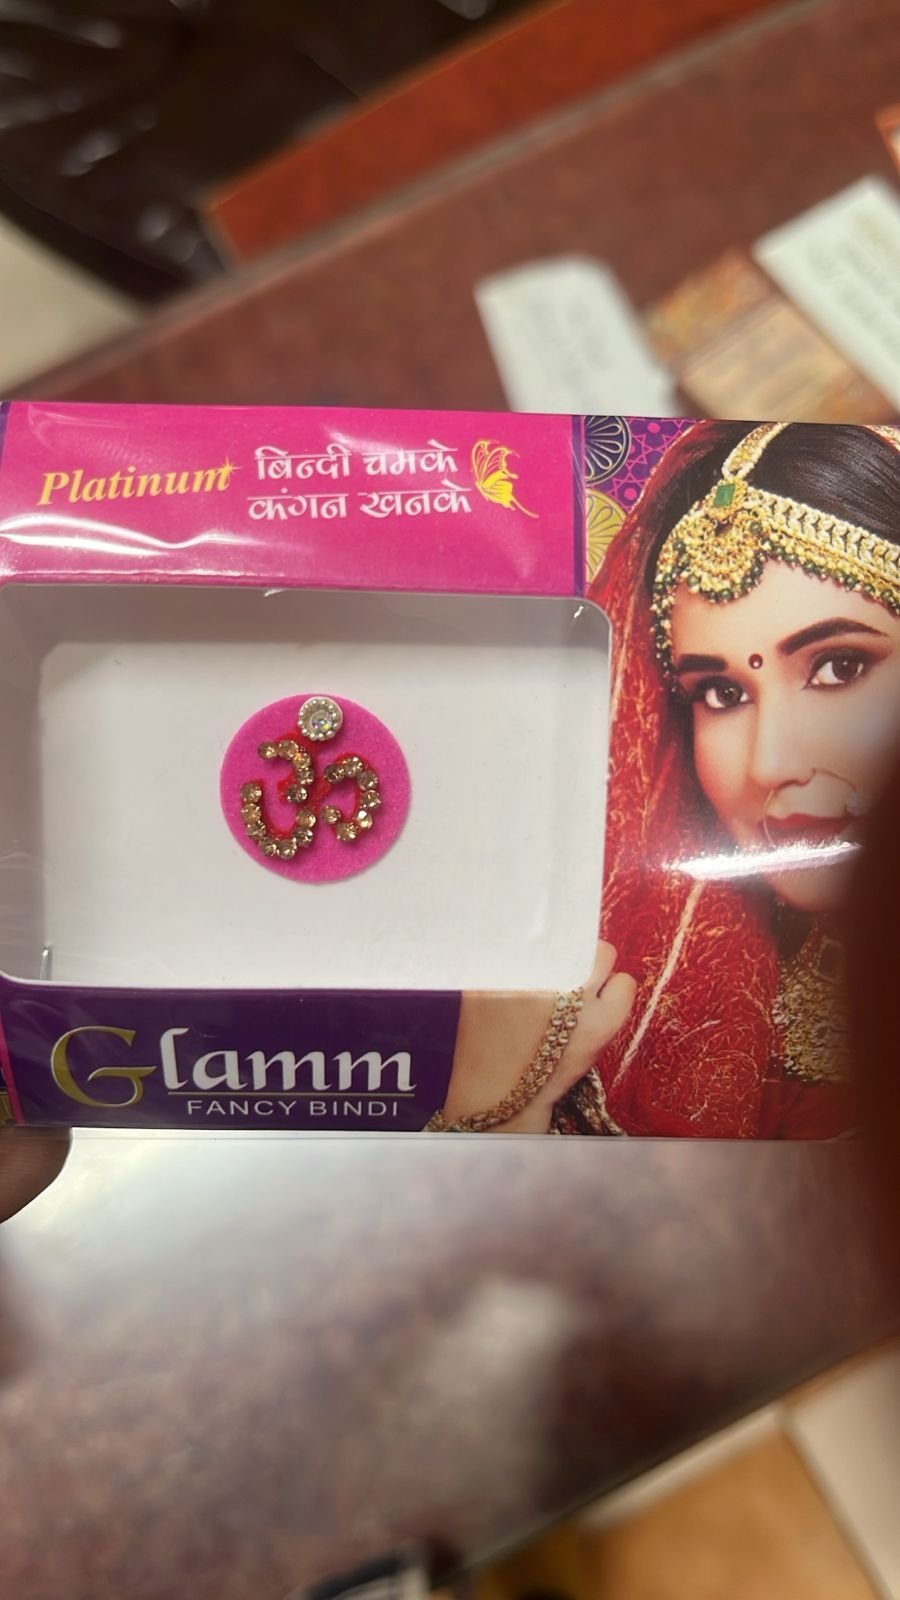 Platinum
बिन्दी चमके
कंगन खनके
ॐ
Glamm
FANCY BINDI